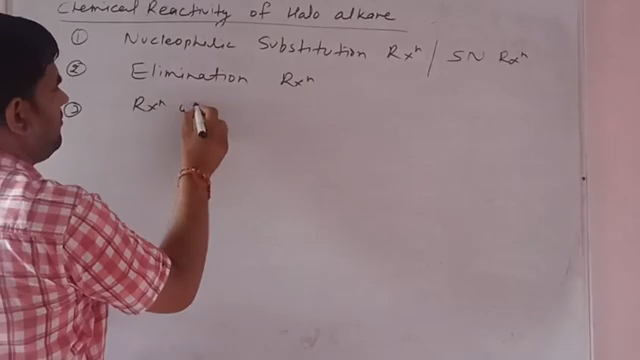 Chemical Reactivity of Halo alkane
① Nucleophilic Substitution Rxⁿ / SN Rxⁿ
② Elimination Rxⁿ
③ Rxⁿ